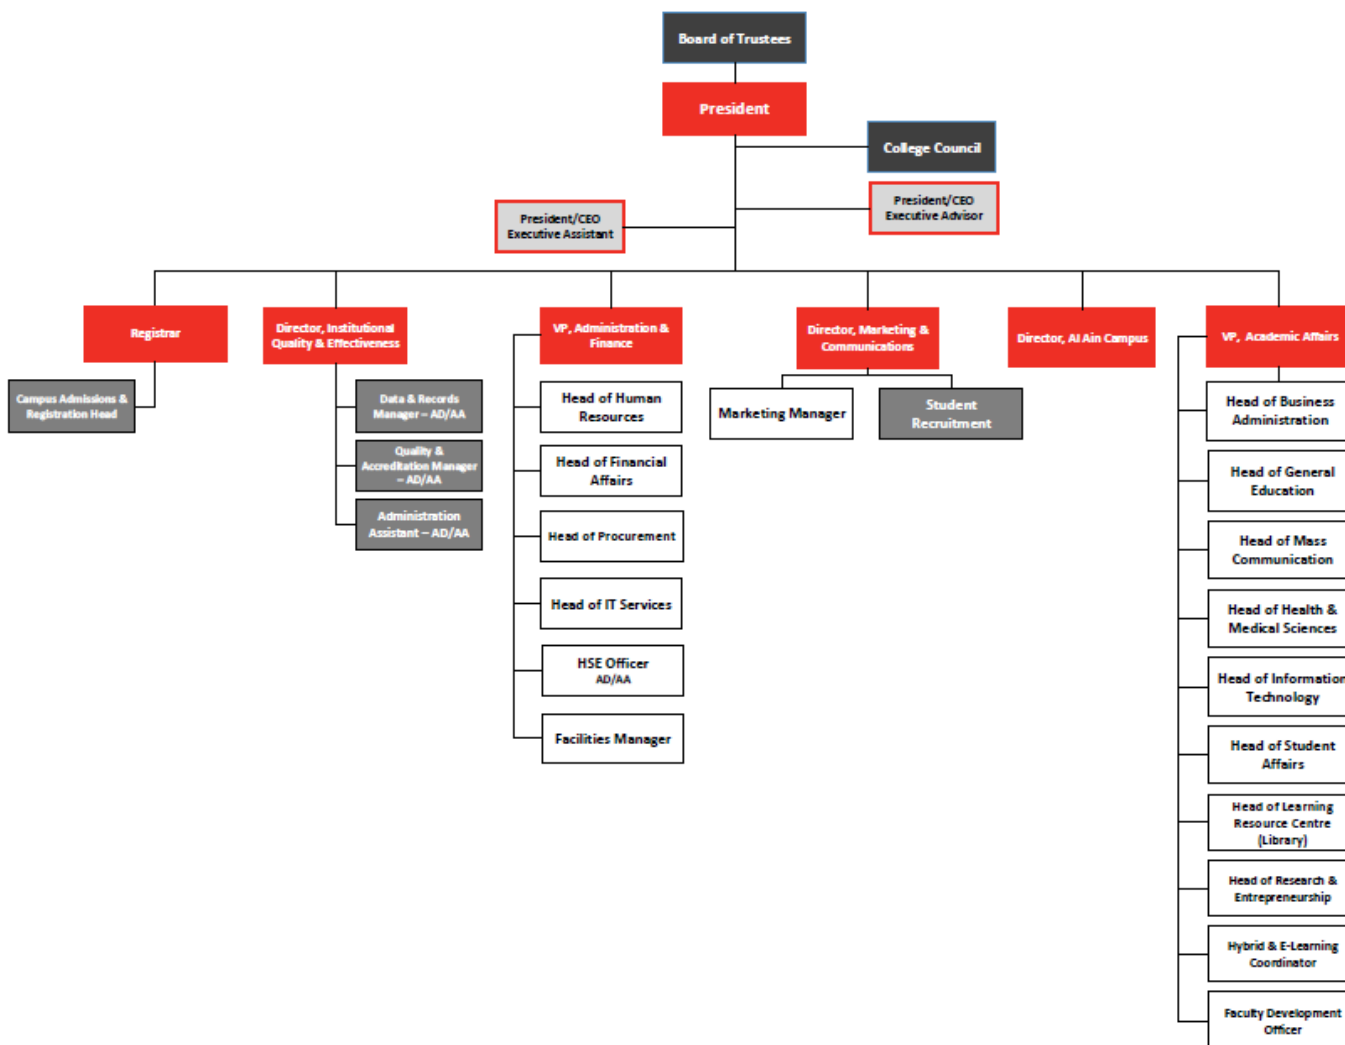 Board of Trustees
President
College Council
President/CEO
Executive Advisor
President/CEO
Executive Assistant
Registrar
Campus Admissions &
Registration Head
Director, Institutional
Quality & Effectiveness
Data & Records
Manager – AD/AA
Quality &
Accreditation Manager
– AD/AA
Administration
Assistant – AD/AA
VP, Administration &
Finance
Head of Human
Resources
Head of Financial
Affairs
Head of Procurement
Head of IT Services
HSE Officer
AD/AA
Facilities Manager
Director, Marketing &
Communications
Marketing Manager
Student
Recruitment
Director, Al Ain Campus
VP, Academic Affairs
Head of Business
Administration
Head of General
Education
Head of Mass
Communication
Head of Health &
Medical Sciences
Head of Information
Technology
Head of Student
Affairs
Head of Learning
Resource Centre
(Library)
Head of Research &
Entrepreneurship
Hybrid & E-Learning
Coordinator
Faculty Development
Officer